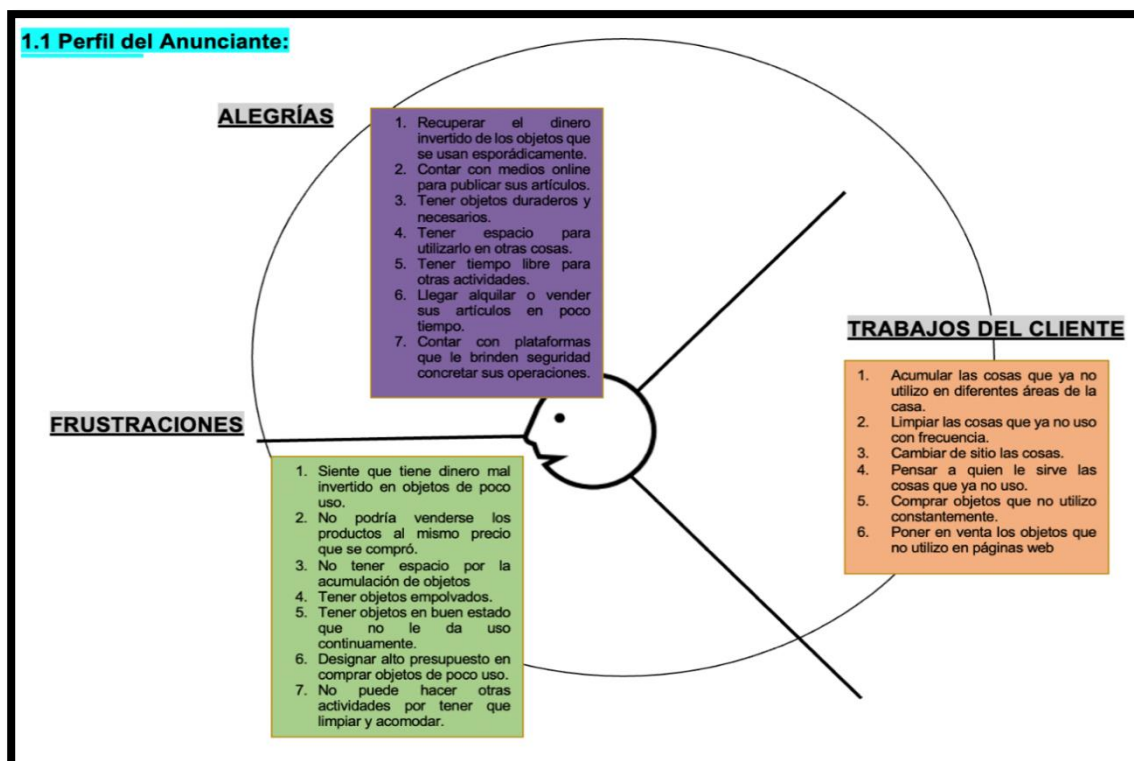 1.1 Perfil del Anunciante:
ALEGRÍAS
1. Recuperar el dinero
invertido de los objetos que
se usan esporádicamente.
2. Contar con medios online
para publicar sus artículos.
3. Tener objetos duraderos y
necesarios.
4. Tener espacio para
utilizarlo en otras cosas.
5. Tener tiempo libre para
otras actividades.
6. Llegar alquilar o vender
sus artículos en poco
tiempo.
7. Contar con plataformas
que le brinden seguridad
concretar sus operaciones.
TRABAJOS DEL CLIENTE
1. Acumular las cosas que ya no
utilizo en diferentes áreas de la
casa.
2. Limpiar las cosas que ya no uso
con frecuencia.
3. Cambiar de sitio las cosas.
4. Pensar a quien le sirve las
cosas que ya no uso.
5. Comprar objetos que no utilizo
constantemente.
6. Poner en venta los objetos que
no utilizo en páginas web
FRUSTRACIONES
1. Siente que tiene dinero mal
invertido en objetos de poco
uso.
2. No podría venderse los
productos al mismo precio
que se compró.
3. No tener espacio por la
acumulación de objetos
4. Tener objetos empolvados.
5. Tener objetos en buen estado
que no le da uso
continuamente.
6. Designar alto presupuesto en
comprar objetos de poco uso.
7. No puede hacer otras
actividades por tener que
limpiar y acomodar.